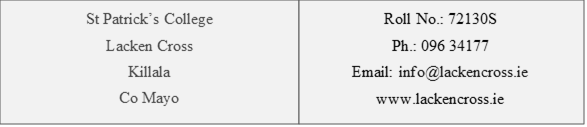 St Patrick’s College
Lacken Cross
Killala
Co Mayo
Roll No.: 72130S
Ph.: 096 34177
Email: info@lackencross.ie
www.lackencross.ie